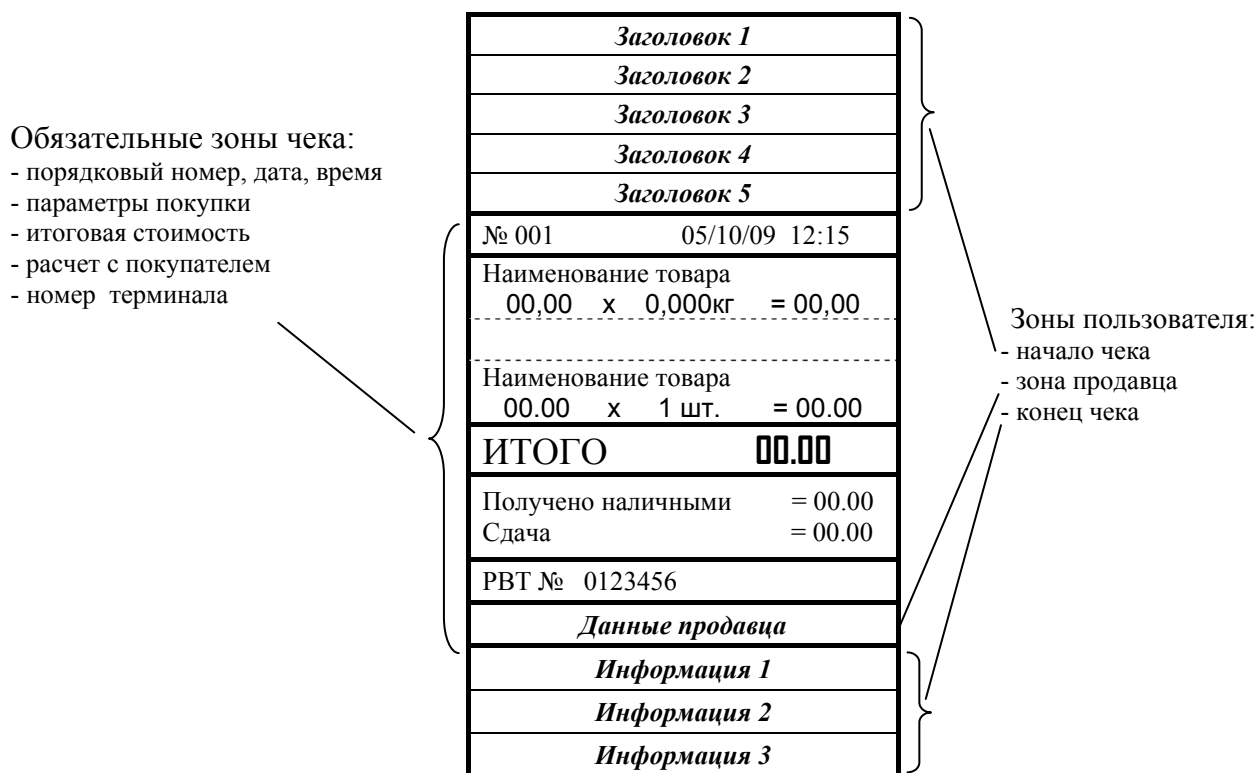 Заголовок 1
Заголовок 2
Заголовок 3
Заголовок 4
Заголовок 5
Обязательные зоны чека:
- порядковый номер, дата, время
- параметры покупки
- итоговая стоимость
- расчет с покупателем
- номер терминала
№ 001 05/10/09 12:15
Наименование товара
00,00 х 0,000кг = 00,00
Наименование товара
00.00 х 1 шт. = 00.00
ИТОГО 00.00
Получено наличными = 00.00
Сдача = 00.00
РВТ № 0123456
Данные продавца
Информация 1
Информация 2
Информация 3
Зоны пользователя:
- начало чека
- зона продавца
- конец чека